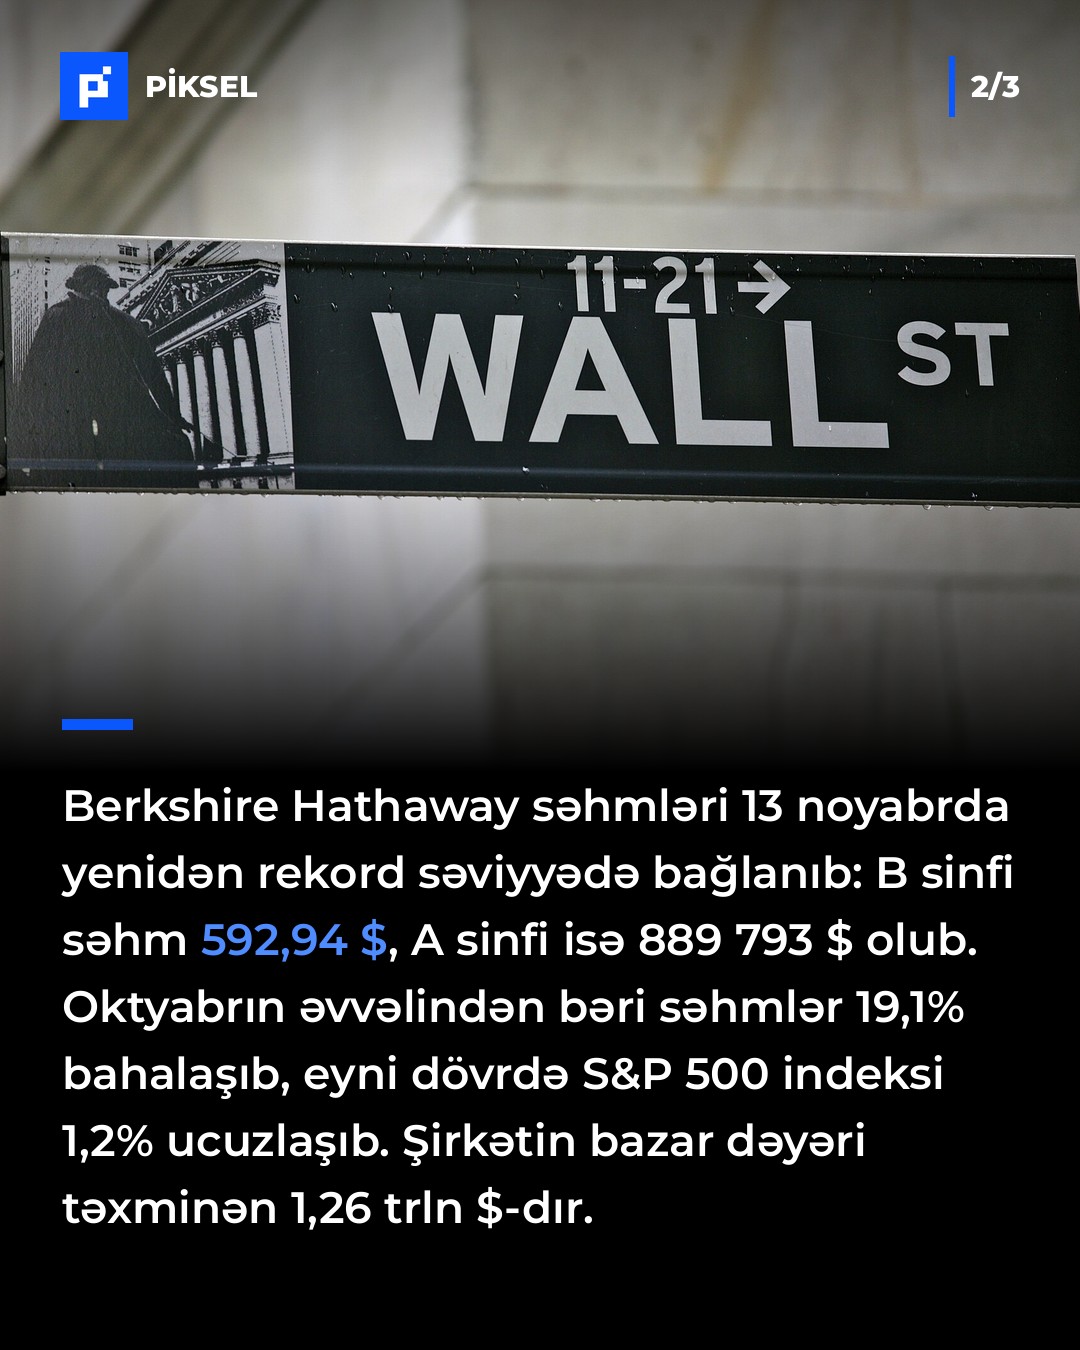 PİKSEL
2/3
11-21 →
WALL ST
Berkshire Hathaway səhmləri 13 noyabrda
yenidən rekord səviyyədə bağlanıb: B sinfi
səhm 592,94 $, A sinfi isə 889 793 $ olub.
Oktyabrın əvvəlindən bəri səhmlər 19,1%
bahalaşıb, eyni dövrdə S&P 500 indeksi
1,2% ucuzlaşıb. Şirkətin bazar dəyəri
təxminən 1,26 trln $-dır.